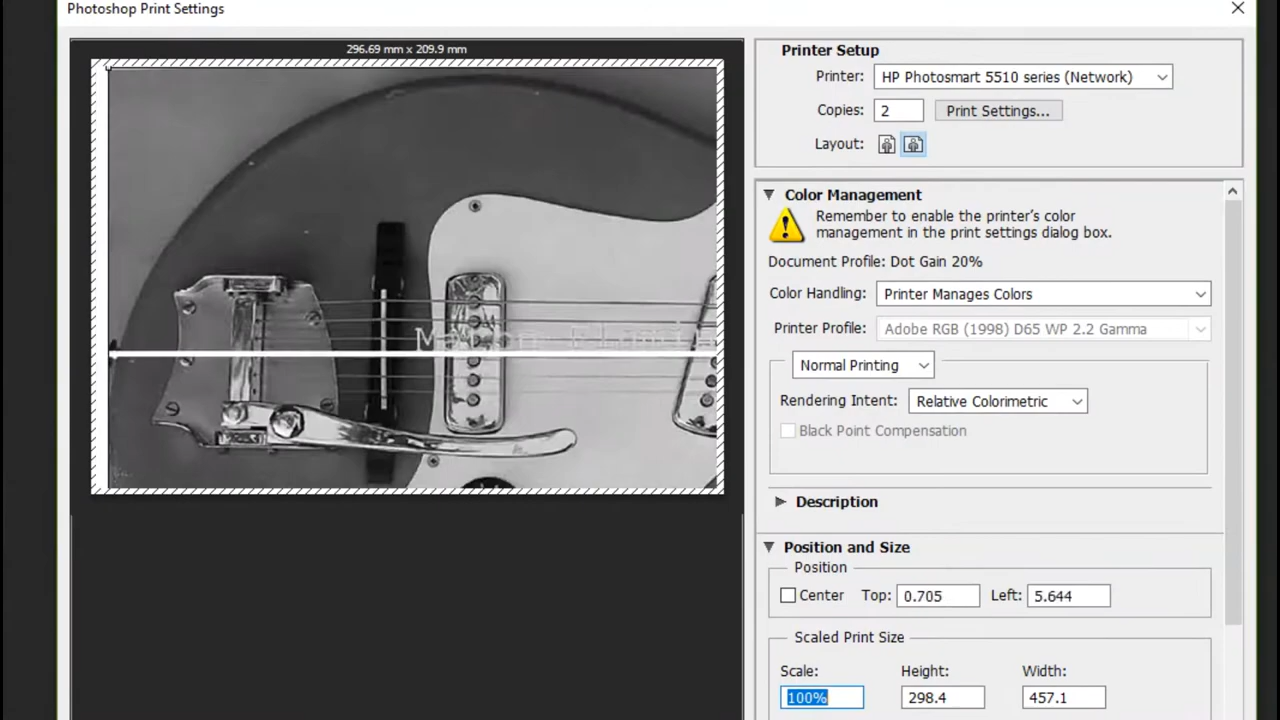 Photoshop Print Settings
296.69 mm x 209.9 mm
Printer Setup
Printer: HP Photosmart 5510 series (Network)
Copies: 2 Print Settings...
Layout:
Color Management
Remember to enable the printer's color
management in the print settings dialog box.
Document Profile: Dot Gain 20%
Color Handling: Printer Manages Colors
Printer Profile: Adobe RGB (1998) D65 WP 2.2 Gamma
Normal Printing
Rendering Intent: Relative Colorimetric
Black Point Compensation
Description
Position and Size
Position
Center Top: 0.705 Left: 5.644
Scaled Print Size
Scale: Height: Width:
100% 298.4 457.1